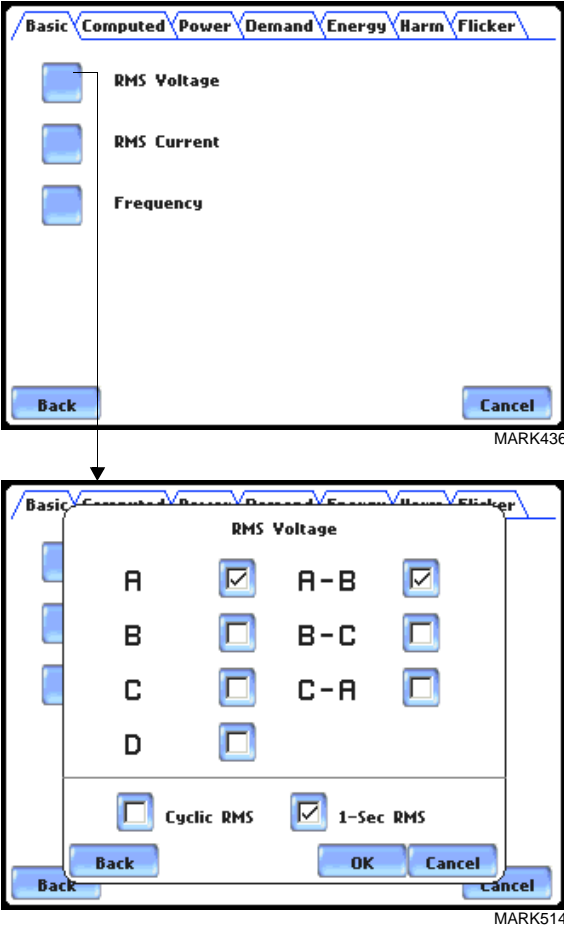 Basic Computed Power Demand Energy Harm Flicker
RMS Voltage
RMS Current
Frequency
Back Cancel
MARK436
Basic
RMS Voltage
A A-B
B B-C
C C-A
D
Cyclic RMS 1-Sec RMS
Back OK Cancel
Back Cancel
MARK514